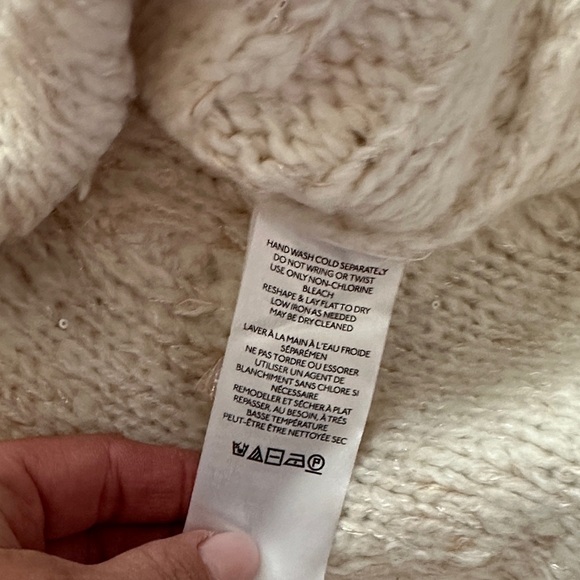 HAND WASH COLD SEPARATELY
DO NOT WRING OR TWIST
USE ONLY NON-CHLORINE
BLEACH
RESHAPE & LAY FLAT TO DRY
LOW IRON AS NEEDED
MAY BE DRY CLEANED
LAVER À LA MAIN À L'EAU FROIDE
SÉPARÉMEN
NE PAS TORDRE OU ESSORER
UTILISER UN AGENT DE
BLANCHIMENT SANS CHLORE SI
NÉCESSAIRE
REMODELER ET SÉCHER À PLAT
REPASSER, AU BESOIN, À TRÉS
BASSE TEMPÉRATURE
PEUT-ÊTRE ÊTRE NETTOYÉE SEC
P